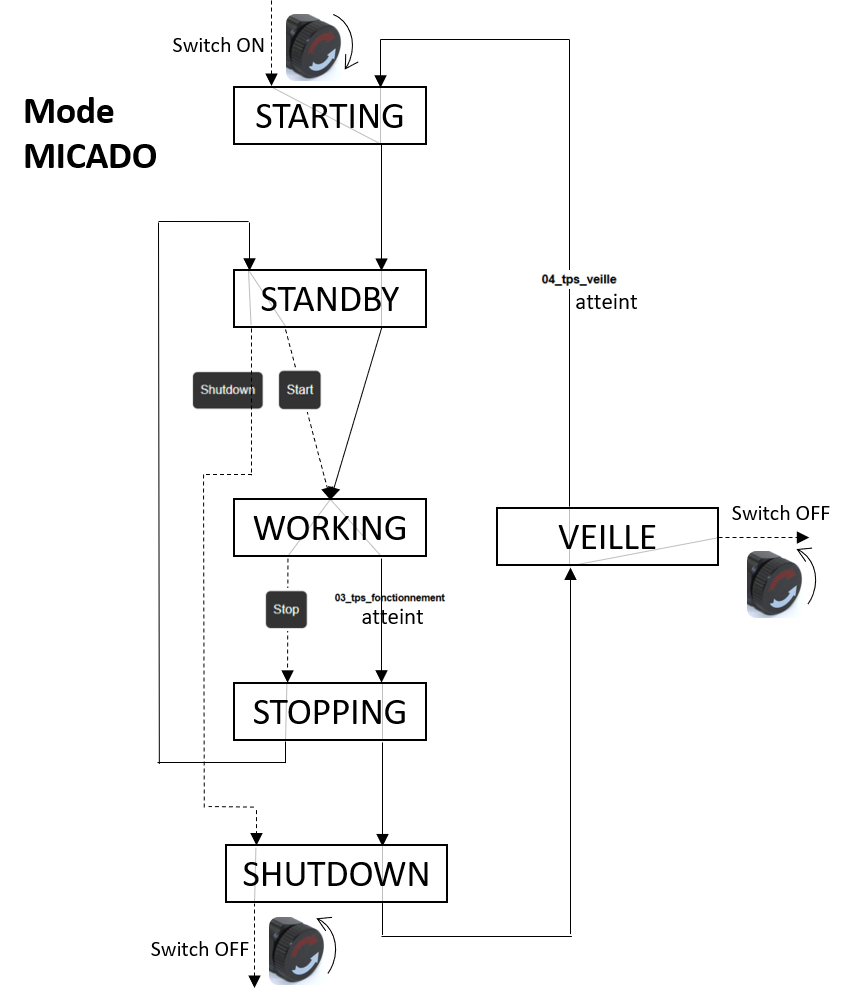 Switch ON
Mode
MICADO
STARTING
STANDBY
04_tps_veille
atteint
Shutdown
Start
WORKING
VEILLE
Switch OFF
Stop
03_tps_fonctionnement
atteint
STOPPING
SHUTDOWN
Switch OFF